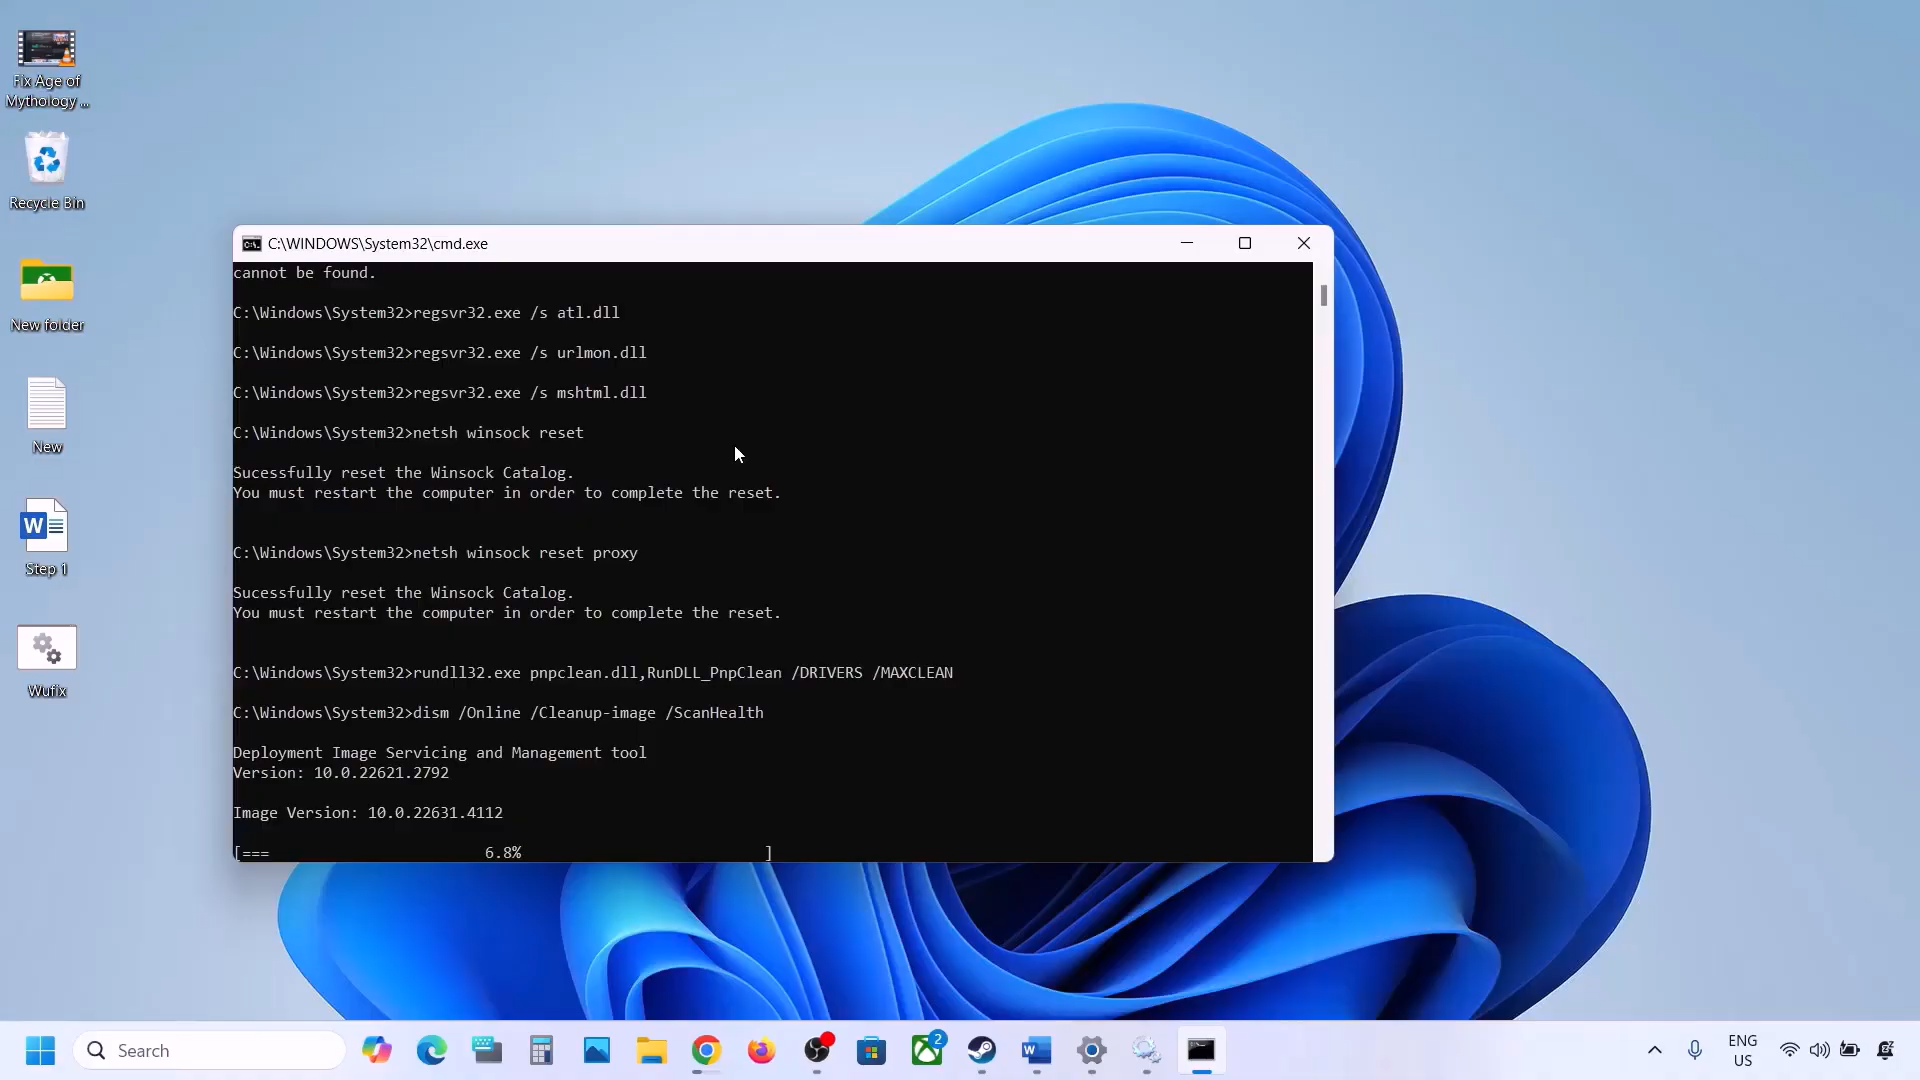 Fix Age of
Mythology ...
Recycle Bin
New folder
New
Step 1
Wufix
C:\WINDOWS\System32\cmd.exe
cannot be found.
C:\Windows\System32>regsvr32.exe /s atl.dll
C:\Windows\System32>regsvr32.exe /s urlmon.dll
C:\Windows\System32>regsvr32.exe /s mshtml.dll
C:\Windows\System32>netsh winsock reset
Sucessfully reset the Winsock Catalog.
You must restart the computer in order to complete the reset.
C:\Windows\System32>netsh winsock reset proxy
Sucessfully reset the Winsock Catalog.
You must restart the computer in order to complete the reset.
C:\Windows\System32>rundll32.exe pnpclean.dll,RunDLL_PnpClean /DRIVERS /MAXCLEAN
C:\Windows\System32>dism /Online /Cleanup-image /ScanHealth
Deployment Image Servicing and Management tool
Version: 10.0.22621.2792
Image Version: 10.0.22631.4112
[===                        6.8%                           ]
Search
2
ENG
US